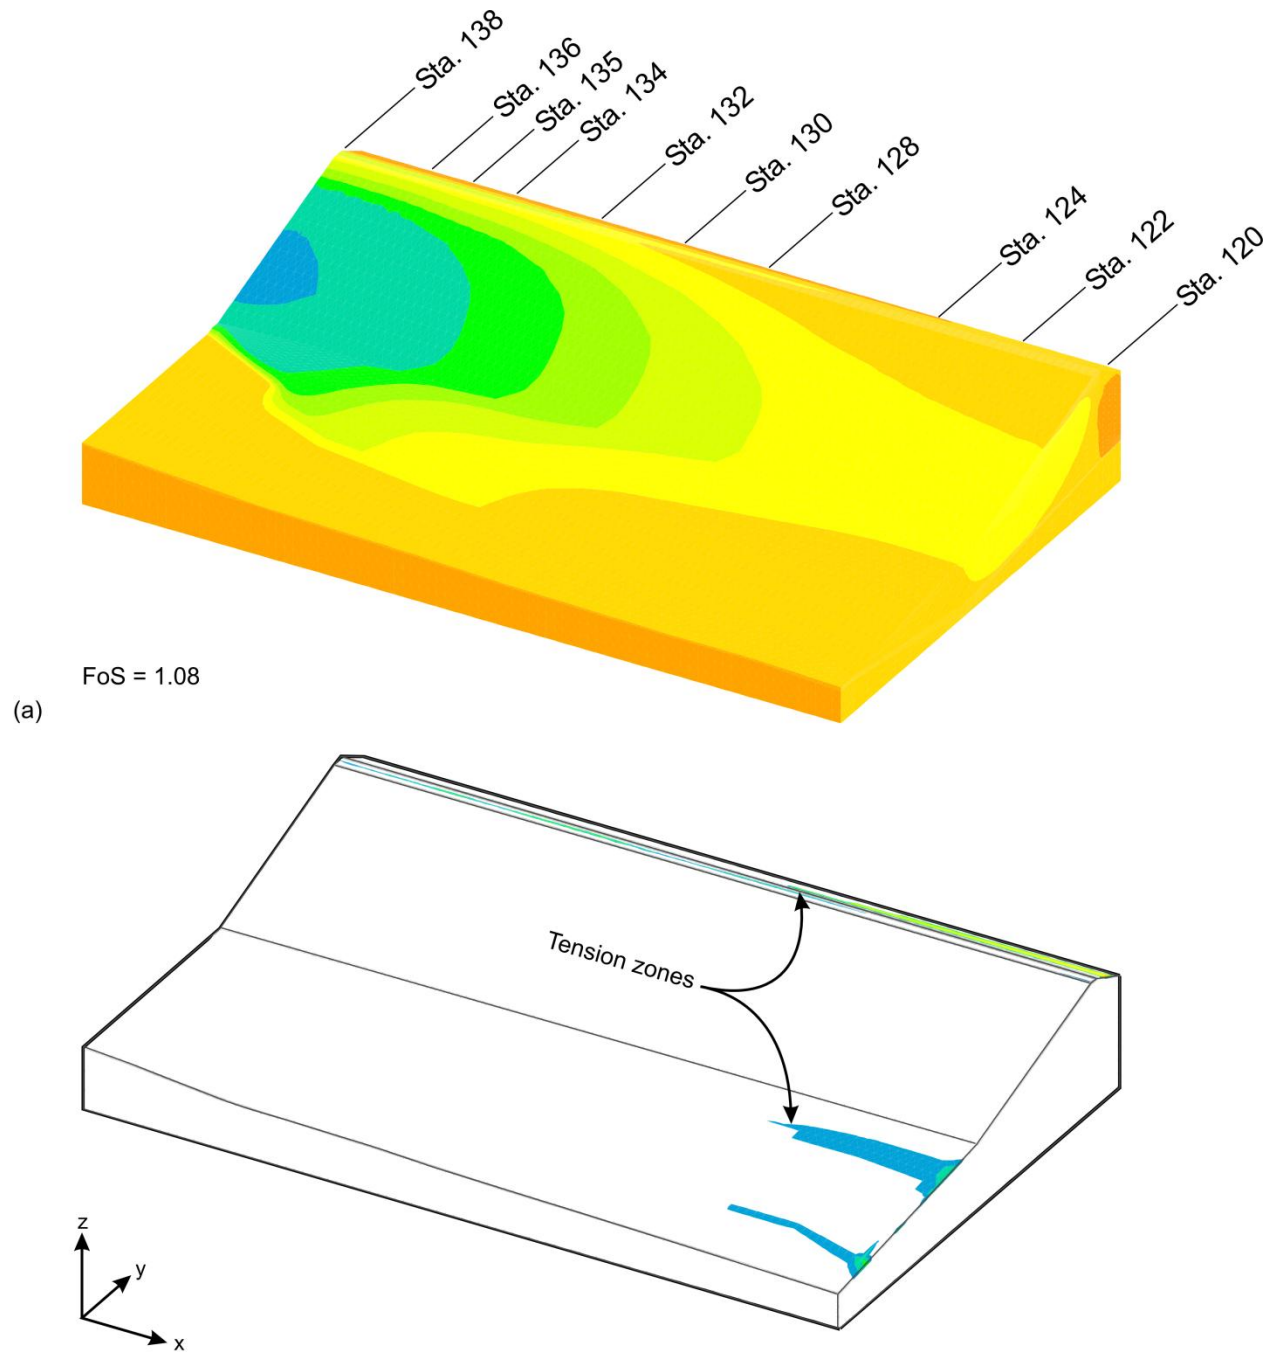 Sta. 138
Sta. 136
Sta. 135
Sta. 134
Sta. 132
Sta. 130
Sta. 128
Sta. 124
Sta. 122
Sta. 120
FoS = 1.08
(a)
Tension zones
z
y
x